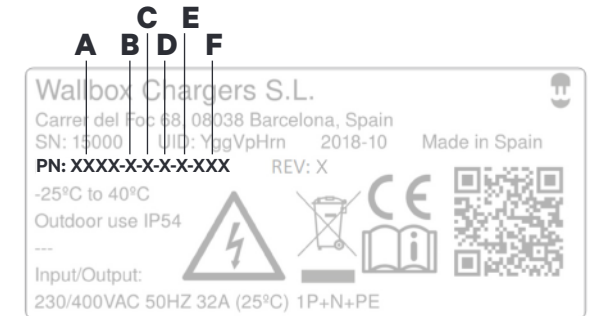 A B C D E F
Wallbox Chargers S.L.
Carrer del Foc 68, 08038 Barcelona, Spain
SN: 15000 UID: YggVpHrn 2018-10 Made in Spain
PN: XXXX-X-X-X-X-XXX REV: X
-25ºC to 40ºC
Outdoor use IP54
---
Input/Output:
230/400VAC 50HZ 32A (25ºC) 1P+N+PE
CE
i